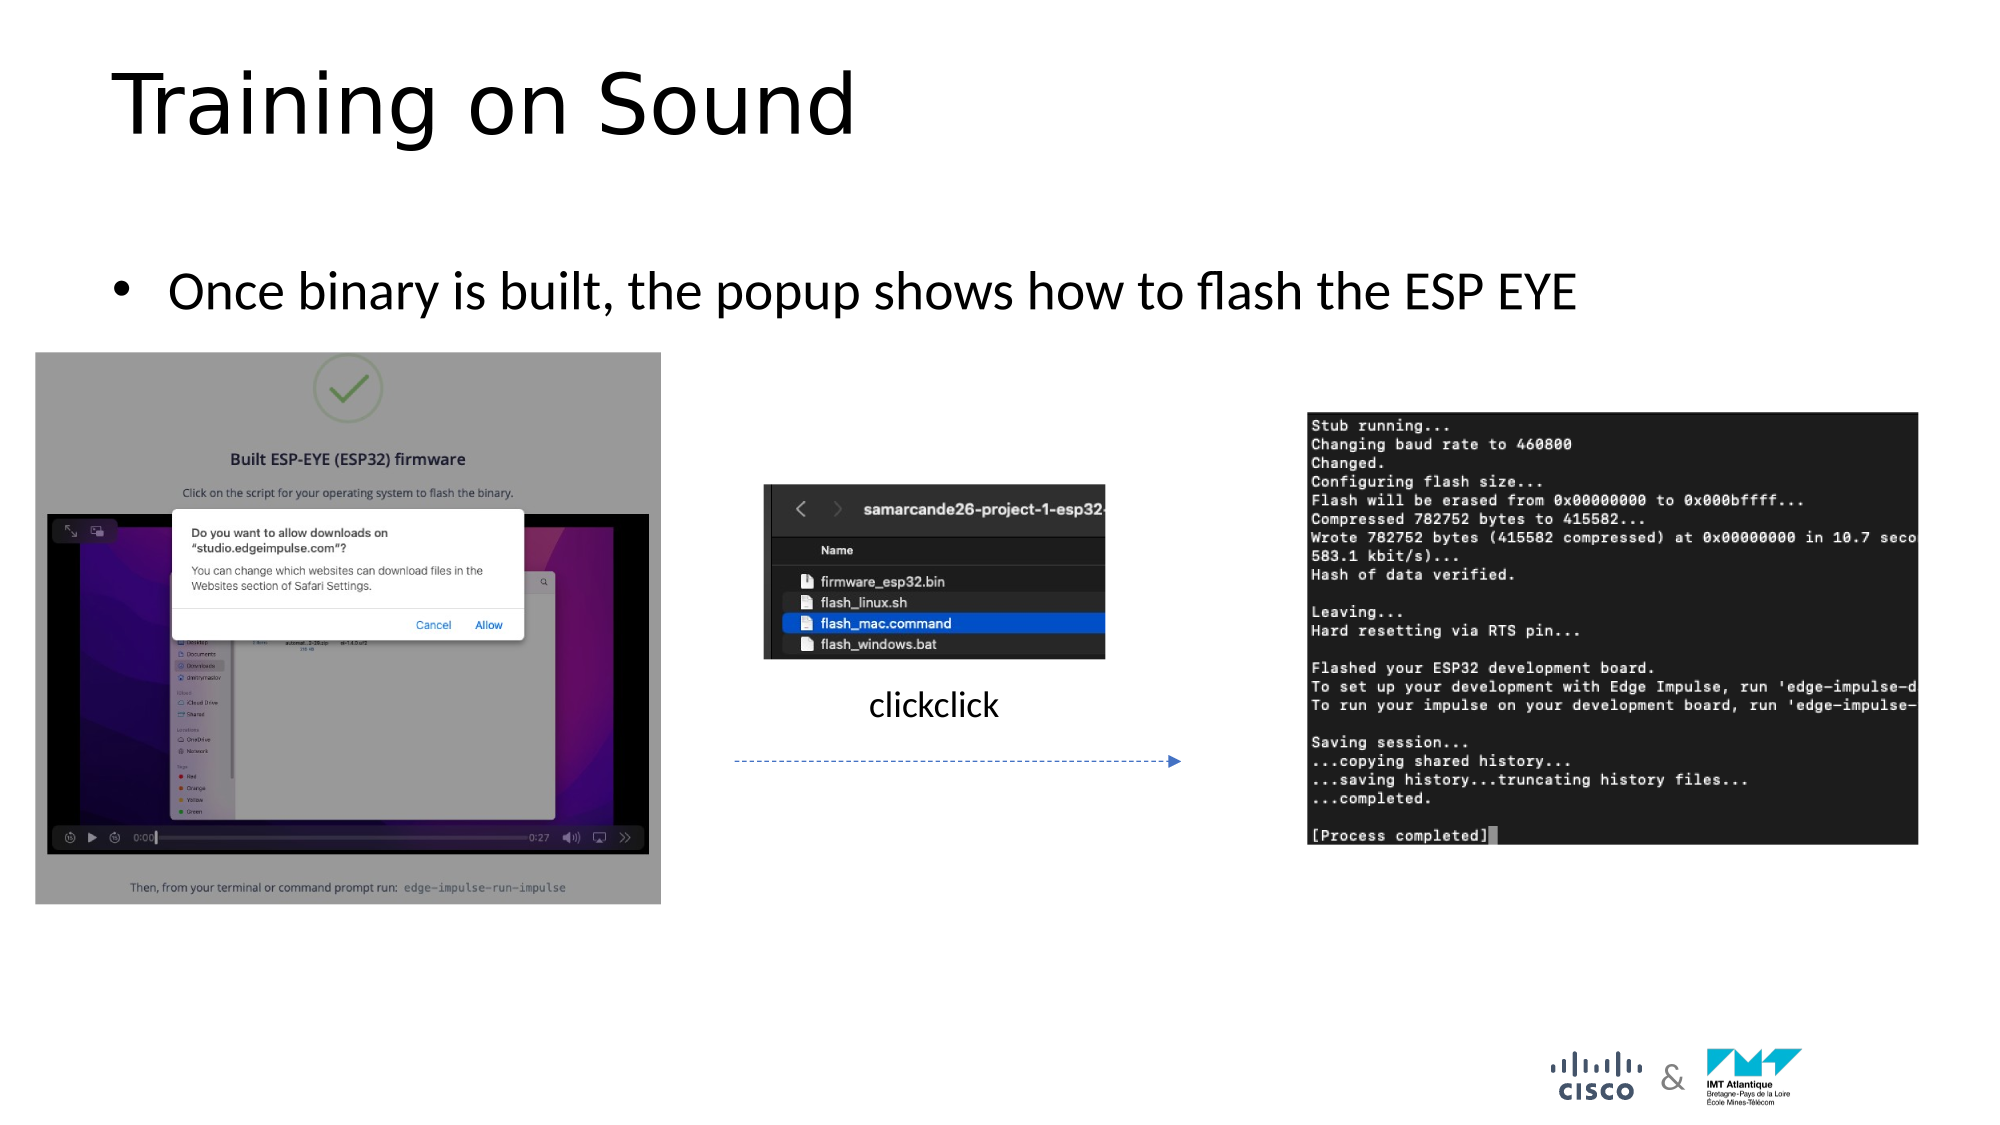 Training on Sound
• Once binary is built, the popup shows how to flash the ESP EYE
Built ESP-EYE (ESP32) firmware
Click on the script for your operating system to flash the binary.
Do you want to allow downloads on
“studio.edgeimpulse.com”?
You can change which websites can download files in the
Websites section of Safari Settings.
Cancel Allow
Documents
Downloads
iCloud Drive
Shared
Locations
OneDrive
Network
Tags
Red
Orange
Yellow
Green
0:00 0:27
Then, from your terminal or command prompt run: edge-impulse-run-impulse
samarcande26-project-1-esp32-
Name
firmware_esp32.bin
flash_linux.sh
flash_mac.command
flash_windows.bat
clickclick
Stub running...
Changing baud rate to 460800
Changed.
Configuring flash size...
Flash will be erased from 0x00000000 to 0x000bffff...
Compressed 782752 bytes to 415582...
Wrote 782752 bytes (415582 compressed) at 0x00000000 in 10.7 seco
583.1 kbit/s)...
Hash of data verified.
Leaving...
Hard resetting via RTS pin...
Flashed your ESP32 development board.
To set up your development with Edge Impulse, run 'edge-impulse-d
To run your impulse on your development board, run 'edge-impulse-
Saving session...
...copying shared history...
...saving history...truncating history files...
...completed.
[Process completed]
CISCO & IMT Atlantique
Bretagne-Pays de la Loire
École Mines-Télécom